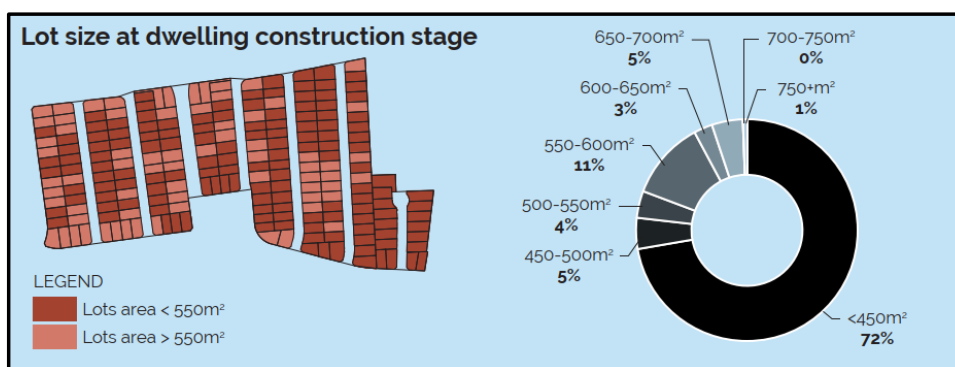 Lot size at dwelling construction stage
LEGEND
Lots area < 550m²
Lots area > 550m²
650-700m²
5%
700-750m²
0%
600-650m²
3%
750+m²
1%
550-600m²
11%
500-550m²
4%
450-500m²
5%
<450m²
72%